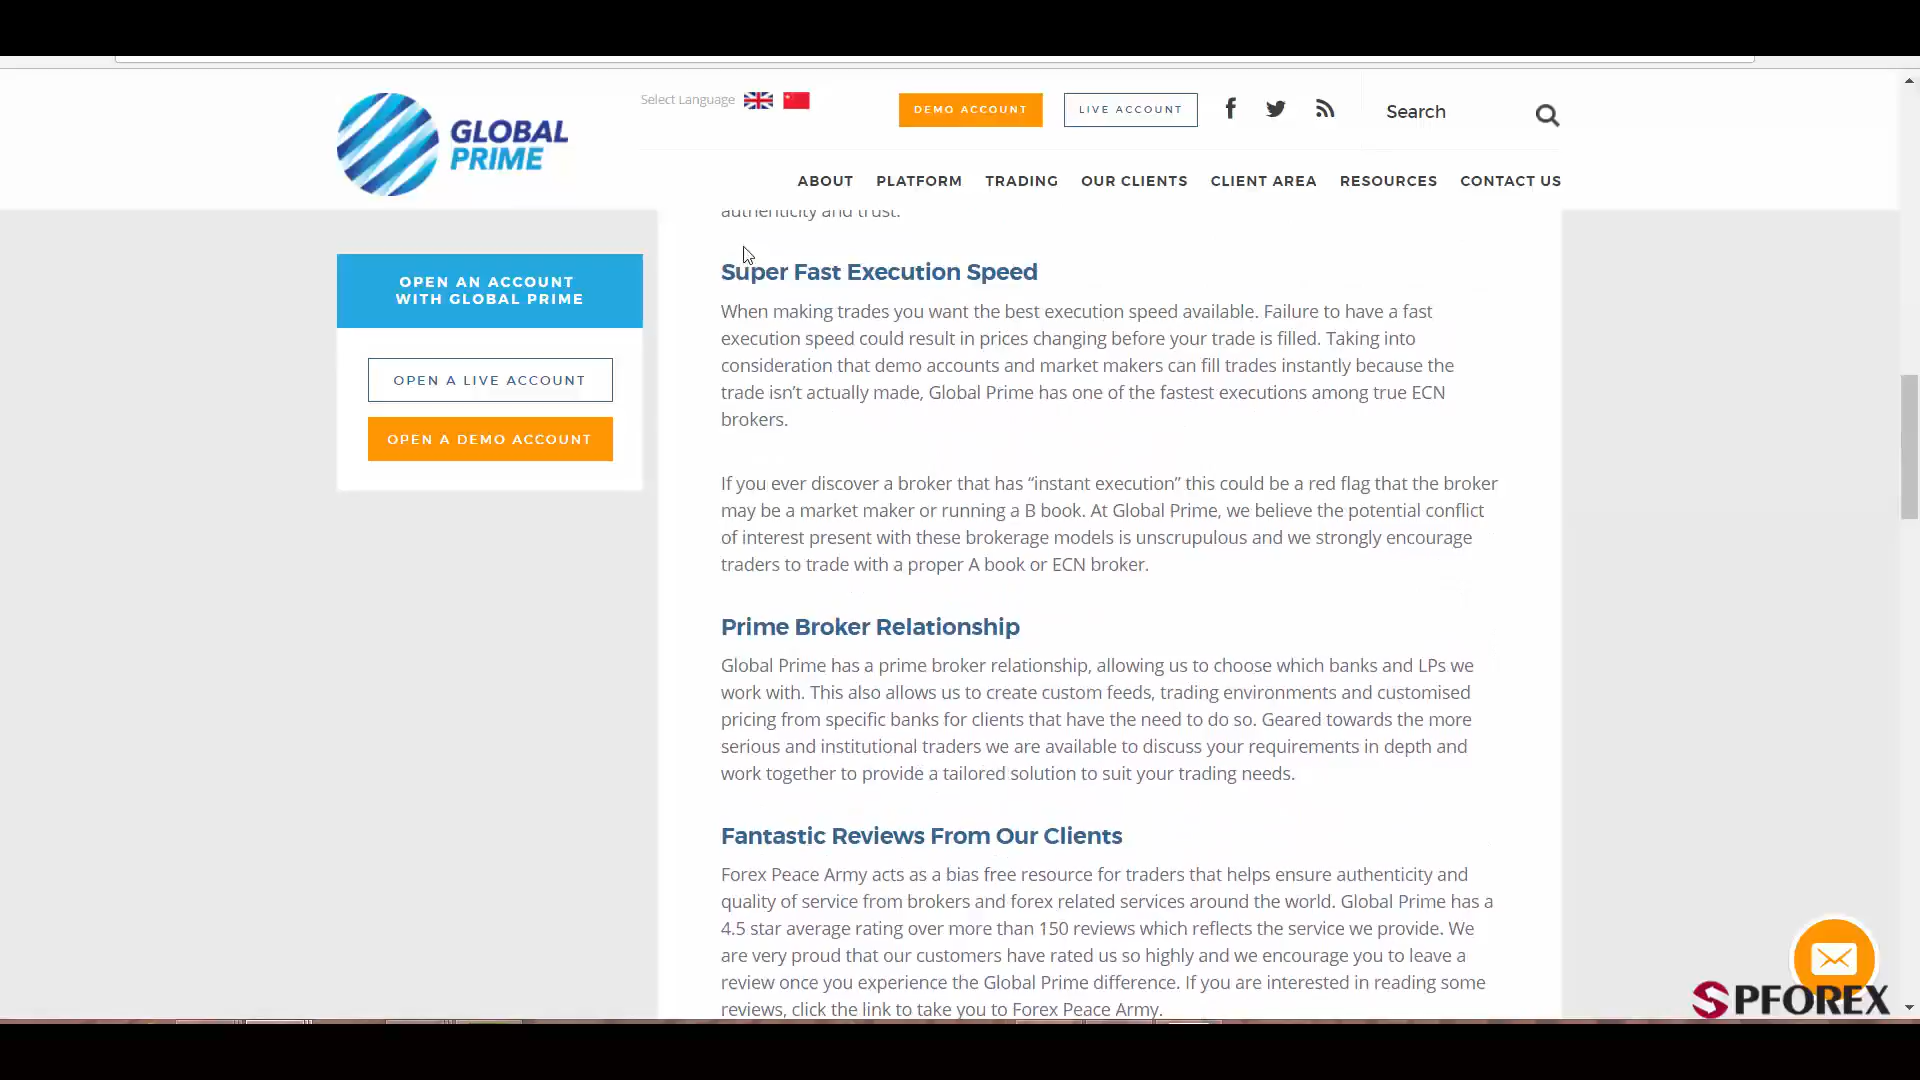 Select Language
DEMO ACCOUNT
LIVE ACCOUNT
Search
GLOBAL
PRIME
ABOUT PLATFORM TRADING OUR CLIENTS CLIENT AREA RESOURCES CONTACT US
OPEN AN ACCOUNT
WITH GLOBAL PRIME
OPEN A LIVE ACCOUNT
OPEN A DEMO ACCOUNT
authenticity and trust.
Super Fast Execution Speed
When making trades you want the best execution speed available. Failure to have a fast
execution speed could result in prices changing before your trade is filled. Taking into
consideration that demo accounts and market makers can fill trades instantly because the
trade isn’t actually made, Global Prime has one of the fastest executions among true ECN
brokers.
If you ever discover a broker that has “instant execution” this could be a red flag that the broker
may be a market maker or running a B book. At Global Prime, we believe the potential conflict
of interest present with these brokerage models is unscrupulous and we strongly encourage
traders to trade with a proper A book or ECN broker.
Prime Broker Relationship
Global Prime has a prime broker relationship, allowing us to choose which banks and LPs we
work with. This also allows us to create custom feeds, trading environments and customised
pricing from specific banks for clients that have the need to do so. Geared towards the more
serious and institutional traders we are available to discuss your requirements in depth and
work together to provide a tailored solution to suit your trading needs.
Fantastic Reviews From Our Clients
Forex Peace Army acts as a bias free resource for traders that helps ensure authenticity and
quality of service from brokers and forex related services around the world. Global Prime has a
4.5 star average rating over more than 150 reviews which reflects the service we provide. We
are very proud that our customers have rated us so highly and we encourage you to leave a
review once you experience the Global Prime difference. If you are interested in reading some
reviews, click the link to take you to Forex Peace Army.
SPFOREX